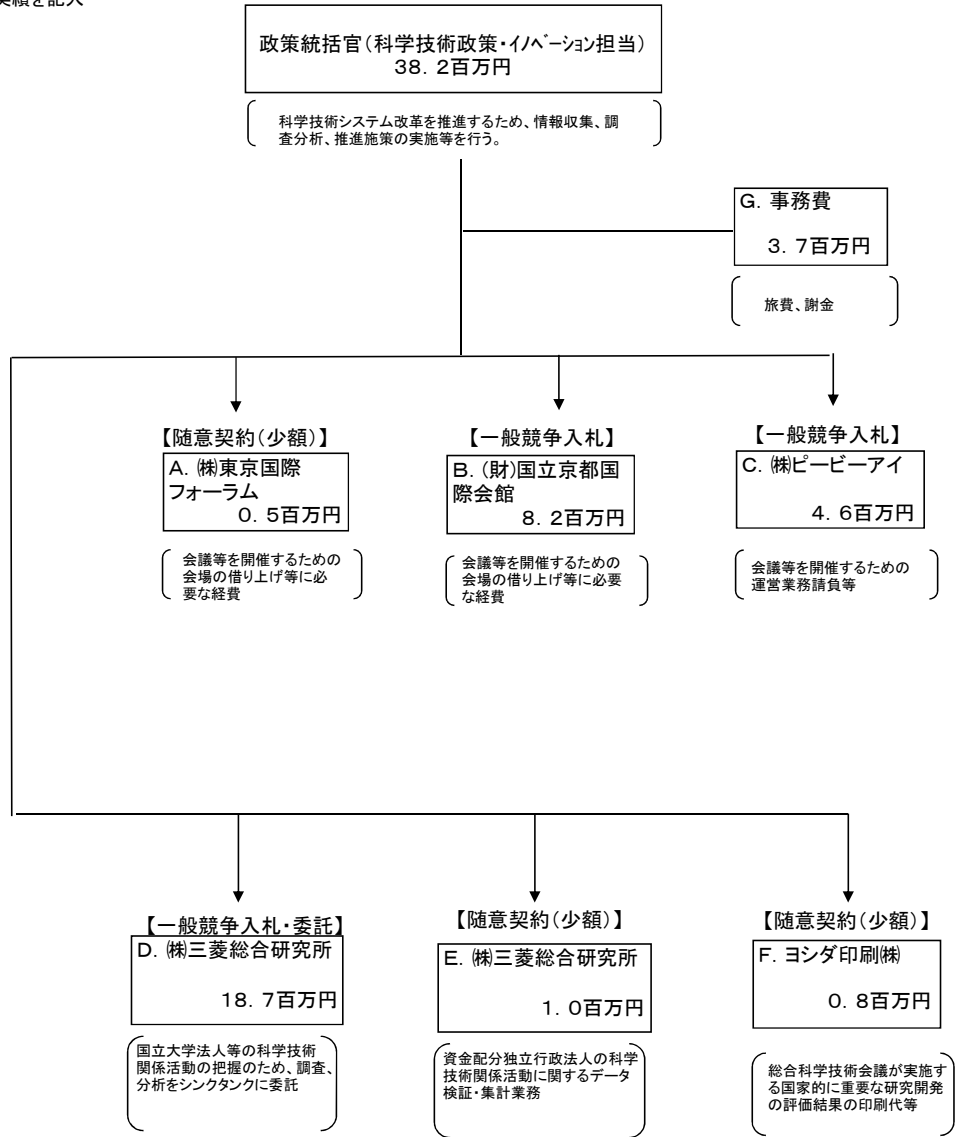 実績を記入
政策統括官(科学技術政策・イノベーション担当)
38.2百万円
科学技術システム改革を推進するため、情報収集、調
査分析、推進施策の実施等を行う。
G.事務費
3.7百万円
旅費、謝金
【随意契約(少額)】
A.㈱東京国際
フォーラム
0.5百万円
会議等を開催するための
会場の借り上げ等に必
要な経費
【一般競争入札】
B.(財)国立京都国
際会館
8.2百万円
会議等を開催するための
会場の借り上げ等に必要
な経費
【一般競争入札】
C.㈱ピービーアイ
4.6百万円
会議等を開催するための
運営業務請負等
【一般競争入札・委託】
D.㈱三菱総合研究所
18.7百万円
国立大学法人等の科学技術
関係活動の把握のため、調査、
分析をシンクタンクに委託
【随意契約(少額)】
E.㈱三菱総合研究所
1.0百万円
資金配分独立行政法人の科学
技術関係活動に関するデータ
検証・集計業務
【随意契約(少額)】
F.ヨシダ印刷㈱
0.8百万円
総合科学技術会議が実施す
る国家的に重要な研究開発
の評価結果の印刷代等